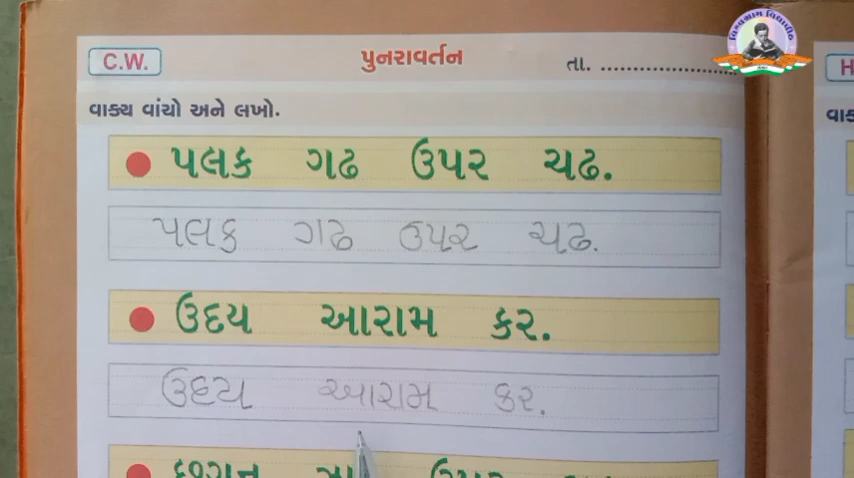 C.W. પુનરાવર્તન તા. ........................
વાક્ય વાંચો અને લખો.
પલક ગઢ ઉપર ચઢ.
પલક ગઢ ઉપર ચઢ.
ઉદય આરામ કર.
ઉદય આરામ કર.
ઉપર